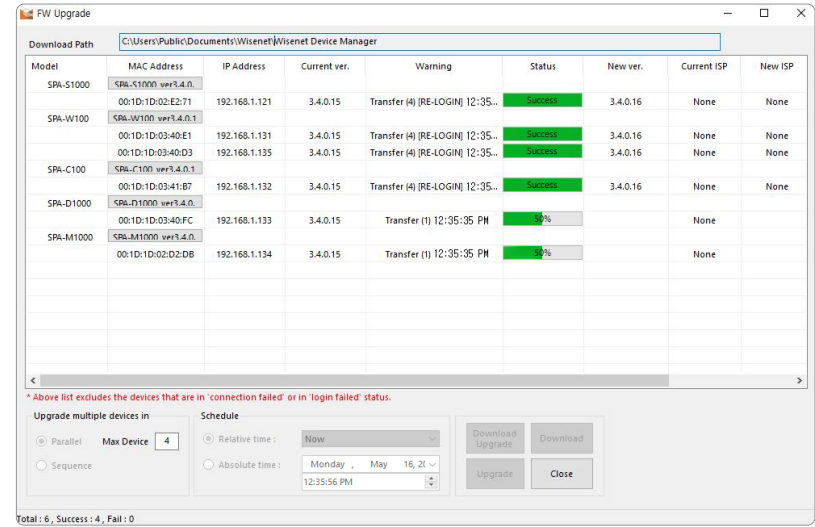 FW Upgrade
Download Path C:\Users\Public\Documents\Wisenet\Wisenet Device Manager
Model MAC Address IP Address Current ver. Warning Status New ver. Current ISP New ISP
SPA-S1000 SPA-S1000 ver3.4.0.
00:1D:1D:02:E2:71 192.168.1.121 3.4.0.15 Transfer (4) [RE-LOGIN] 12:35... Success 3.4.0.16 None None
SPA-W100 SPA-W100 ver3.4.0.1
00:1D:1D:03:40:E1 192.168.1.131 3.4.0.15 Transfer (4) [RE-LOGIN] 12:35... Success 3.4.0.16 None None
00:1D:1D:03:40:D3 192.168.1.135 3.4.0.15 Transfer (4) [RE-LOGIN] 12:35... Success 3.4.0.16 None None
SPA-C100 SPA-C100 ver3.4.0.1
00:1D:1D:03:41:B7 192.168.1.132 3.4.0.15 Transfer (4) [RE-LOGIN] 12:35... Success 3.4.0.16 None None
SPA-D1000 SPA-D1000 ver3.4.0.
00:1D:1D:03:40:FC 192.168.1.133 3.4.0.15 Transfer (1) 12:35:35 PM 50% None
SPA-M1000 SPA-M1000 ver3.4.0.
00:1D:1D:02:D2:DB 192.168.1.134 3.4.0.15 Transfer (1) 12:35:35 PM 50% None
* Above list excludes the devices that are in 'connection failed' or in 'login failed' status.
Upgrade multiple devices in
Parallel Max Device 4
Sequence
Schedule
Relative time : Now
Absolute time : Monday , May 16, 2(
12:35:56 PM
Download Upgrade
Download
Upgrade
Close
Total : 6 , Success : 4 , Fail : 0